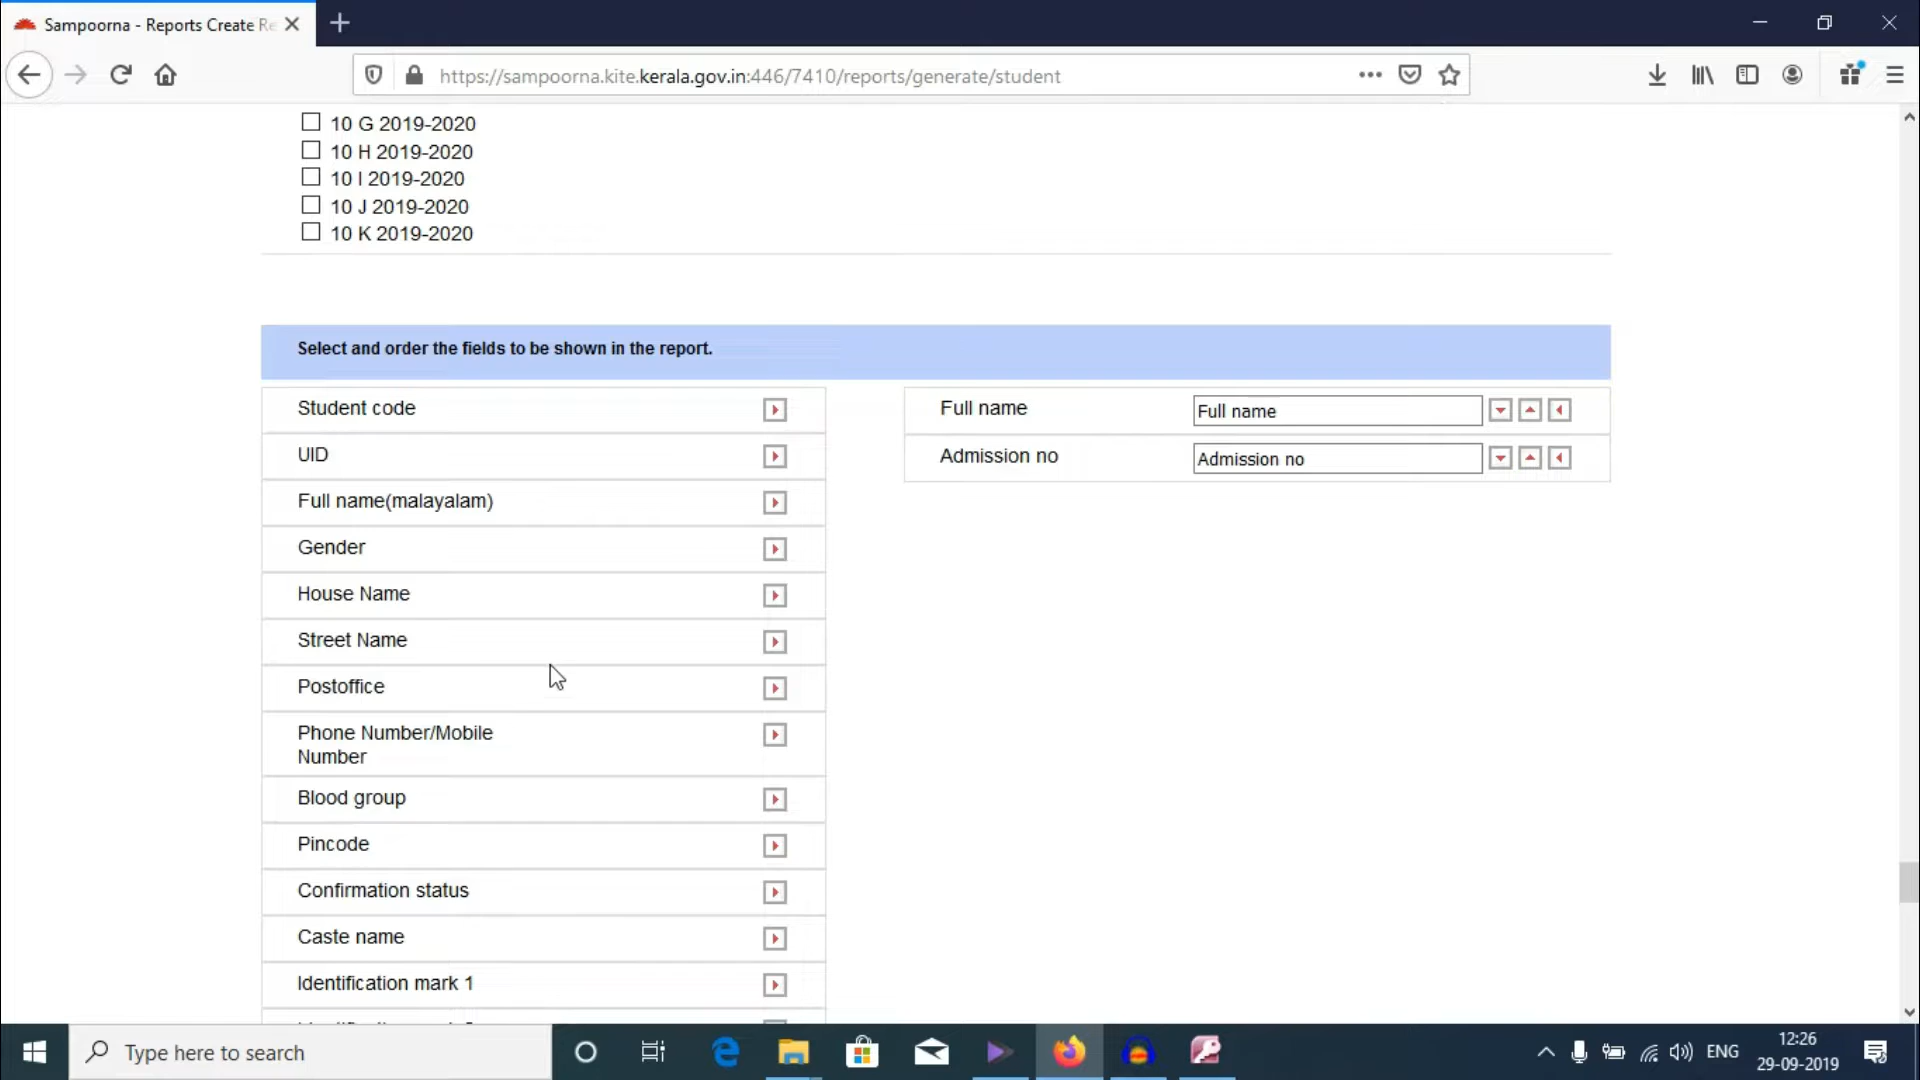 Sampoorna - Reports Create Re
https://sampoorna.kite.kerala.gov.in:446/7410/reports/generate/student
10 G 2019-2020
10 H 2019-2020
10 I 2019-2020
10 J 2019-2020
10 K 2019-2020
Select and order the fields to be shown in the report.
Student code
Full name Full name
UID
Admission no Admission no
Full name(malayalam)
Gender
House Name
Street Name
Postoffice
Phone Number/Mobile
Number
Blood group
Pincode
Confirmation status
Caste name
Identification mark 1
Type here to search
ENG
12:26
29-09-2019